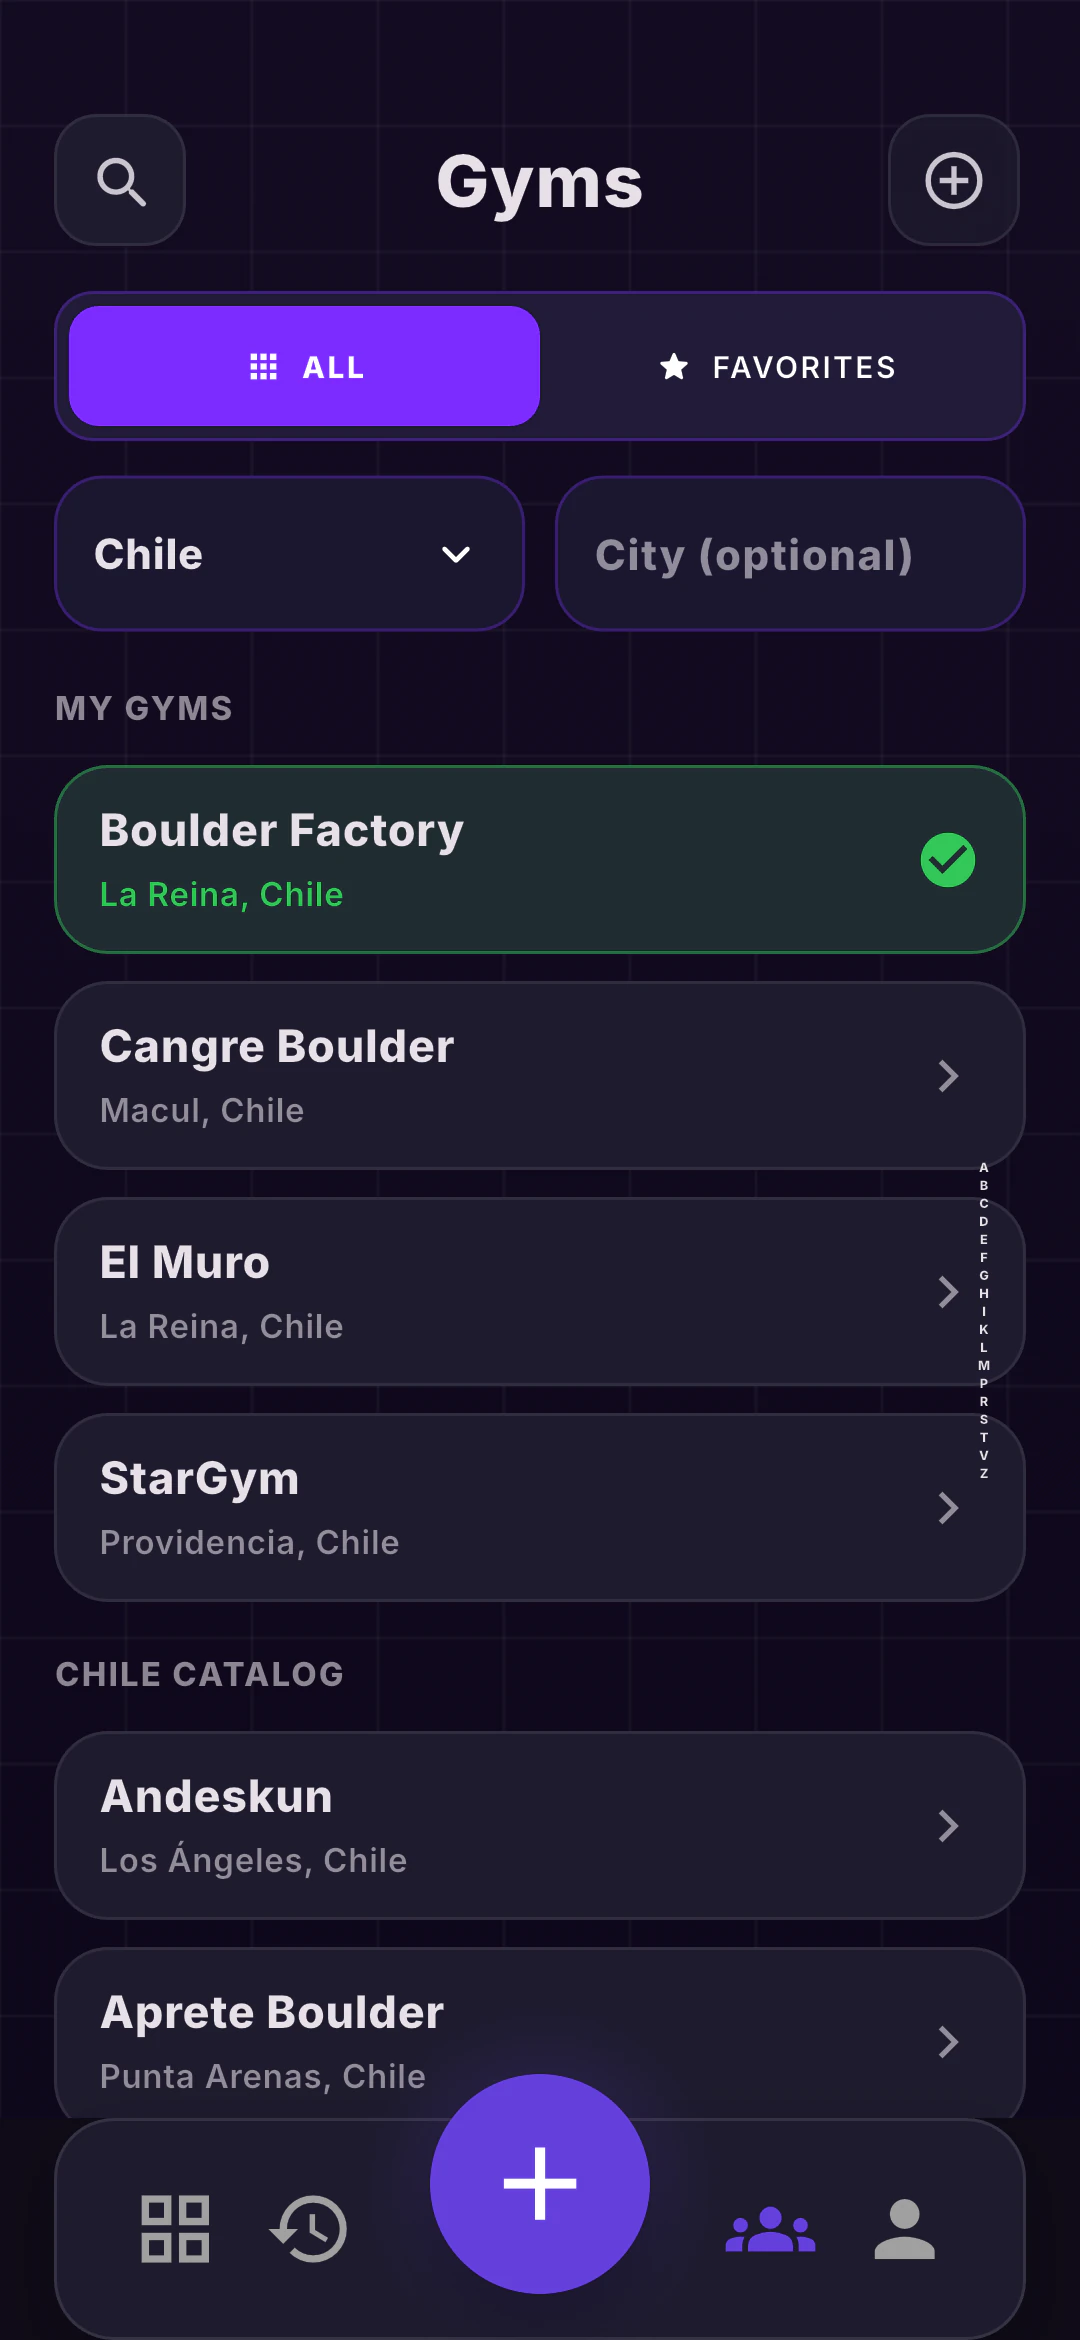 Gyms
ALL
FAVORITES
Chile
City (optional)
MY GYMS
Boulder Factory
La Reina, Chile
Cangre Boulder
Macul, Chile
El Muro
La Reina, Chile
StarGym
Providencia, Chile
A
B
C
D
E
F
G
H
I
K
L
M
P
R
S
T
V
Z
CHILE CATALOG
Andeskun
Los Ángeles, Chile
Aprete Boulder
Punta Arenas, Chile